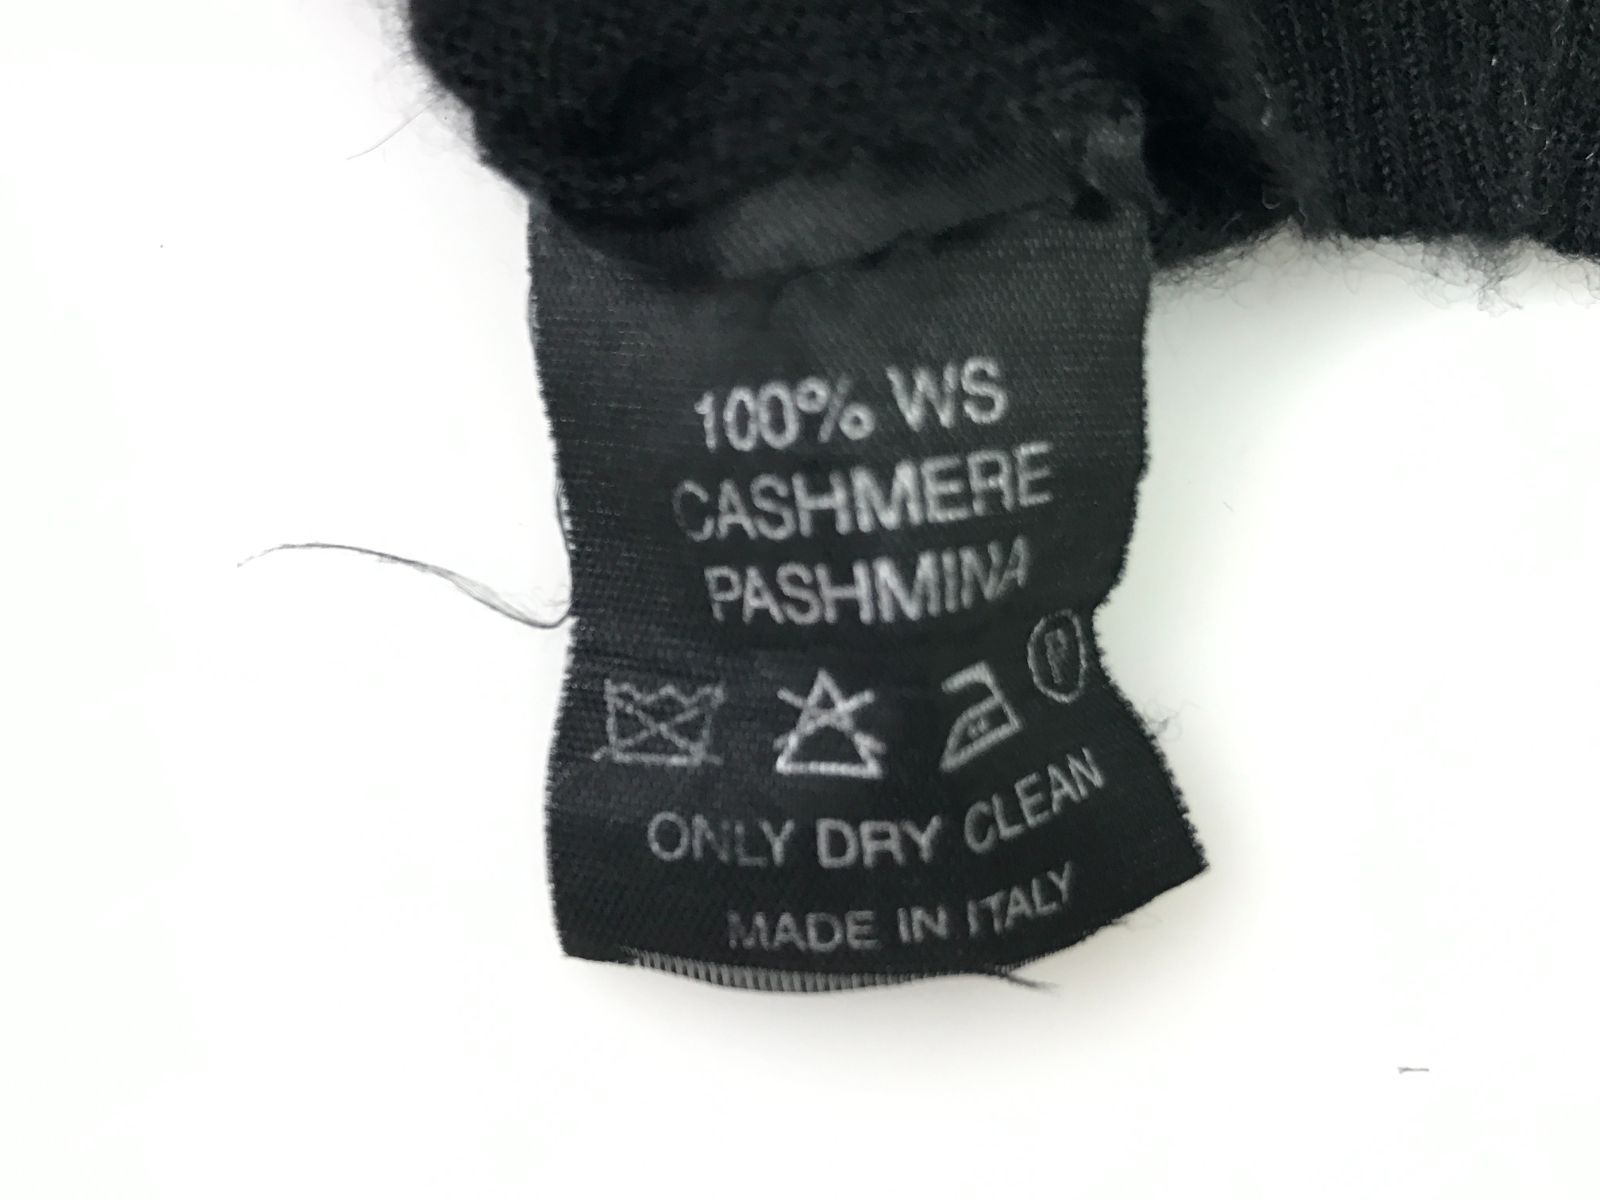 100% WS
CASHMERE
PASHMINA
P
ONLY DRY CLEAN
MADE IN ITALY